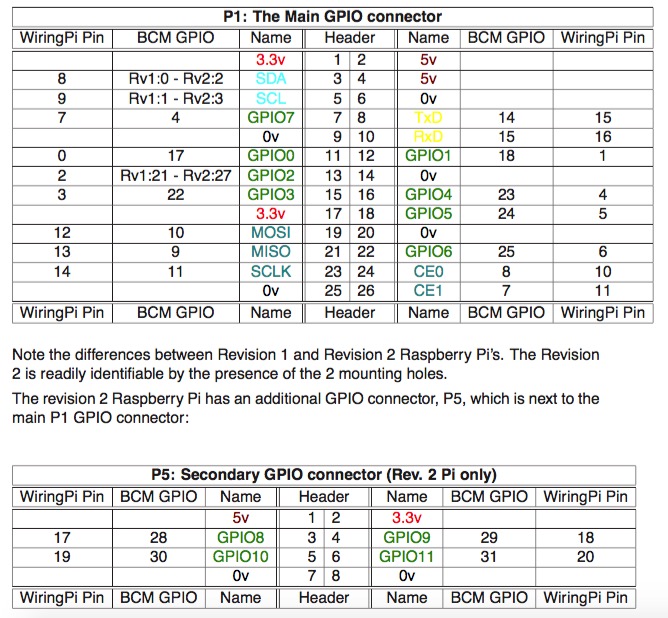 P1: The Main GPIO connector
WiringPi Pin BCM GPIO Name Header Name BCM GPIO WiringPi Pin
3.3v 1 2 5v
8 Rv1:0 - Rv2:2 SDA 3 4 5v
9 Rv1:1 - Rv2:3 SCL 5 6 0v
7 4 GPIO7 7 8 TxD 14 15
0v 9 10 RxD 15 16
0 17 GPIO0 11 12 GPIO1 18 1
2 Rv1:21 - Rv2:27 GPIO2 13 14 0v
3 22 GPIO3 15 16 GPIO4 23 4
3.3v 17 18 GPIO5 24 5
12 10 MOSI 19 20 0v
13 9 MISO 21 22 GPIO6 25 6
14 11 SCLK 23 24 CE0 8 10
0v 25 26 CE1 7 11
WiringPi Pin BCM GPIO Name Header Name BCM GPIO WiringPi Pin
Note the differences between Revision 1 and Revision 2 Raspberry Pi's. The Revision
2 is readily identifiable by the presence of the 2 mounting holes.
The revision 2 Raspberry Pi has an additional GPIO connector, P5, which is next to the
main P1 GPIO connector:
P5: Secondary GPIO connector (Rev. 2 Pi only)
WiringPi Pin BCM GPIO Name Header Name BCM GPIO WiringPi Pin
5v 1 2 3.3v
17 28 GPIO8 3 4 GPIO9 29 18
19 30 GPIO10 5 6 GPIO11 31 20
0v 7 8 0v
WiringPi Pin BCM GPIO Name Header Name BCM GPIO WiringPi Pin